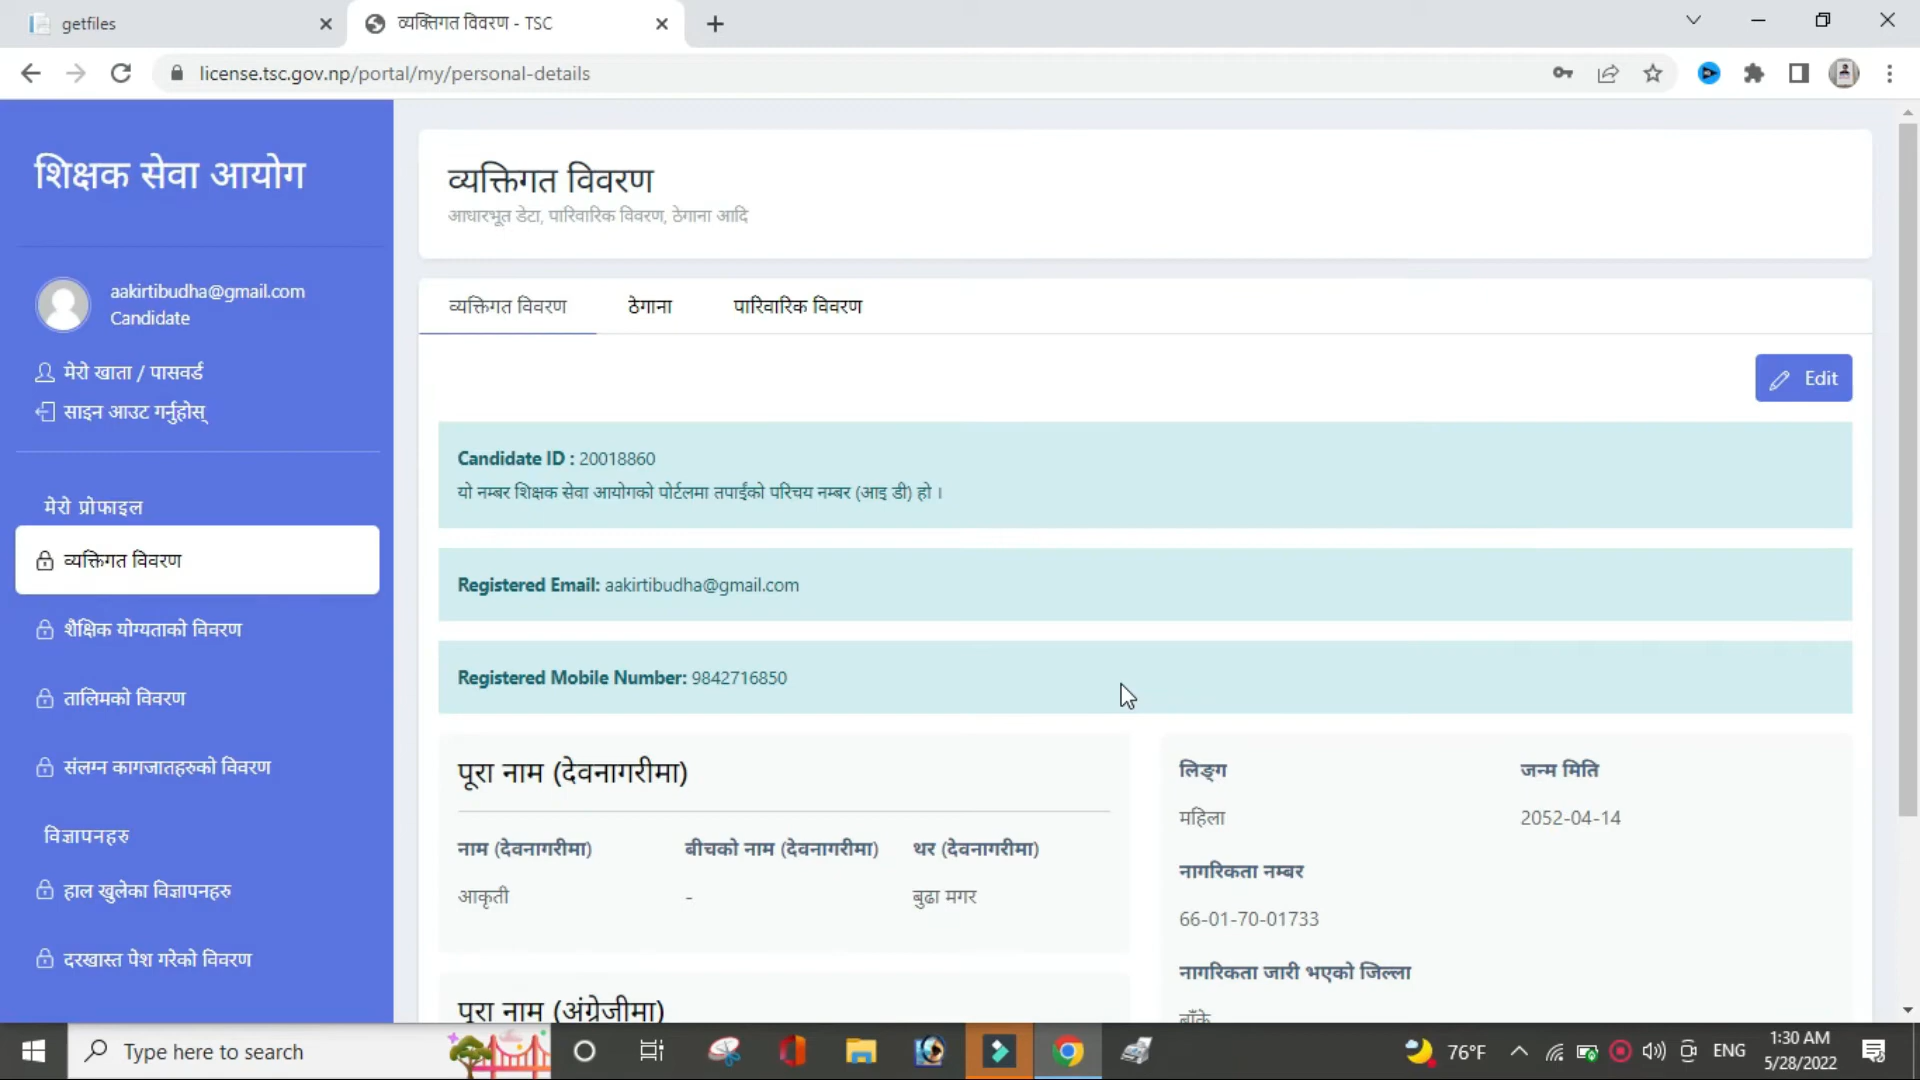 getfiles
व्यक्तिगत विवरण - TSC
license.tsc.gov.np/portal/my/personal-details
शिक्षक सेवा आयोग
aakirtibudha@gmail.com
Candidate
मेरो खाता / पासवर्ड
साइन आउट गर्नुहोस्
मेरो प्रोफाइल
व्यक्तिगत विवरण
शैक्षिक योग्यताको विवरण
तालिमको विवरण
संलग्न कागजातहरुको विवरण
विज्ञापनहरु
हाल खुलेका विज्ञापनहरु
दरखास्त पेश गरेको विवरण
व्यक्तिगत विवरण
आधारभूत डेटा, पारिवारिक विवरण, ठेगाना आदि
व्यक्तिगत विवरण ठेगाना पारिवारिक विवरण
Edit
Candidate ID : 20018860
यो नम्बर शिक्षक सेवा आयोगको पोर्टलमा तपाईंको परिचय नम्बर (आइ डी) हो ।
Registered Email: aakirtibudha@gmail.com
Registered Mobile Number: 9842716850
पूरा नाम (देवनागरीमा)
नाम (देवनागरीमा) बीचको नाम (देवनागरीमा) थर (देवनागरीमा)
आकृती - बुढा मगर
पूरा नाम (अंग्रेजीमा)
लिङ्ग जन्म मिति
महिला 2052-04-14
नागरिकता नम्बर
66-01-70-01733
नागरिकता जारी भएको जिल्ला
बाँके
Type here to search
76°F
ENG
1:30 AM
5/28/2022